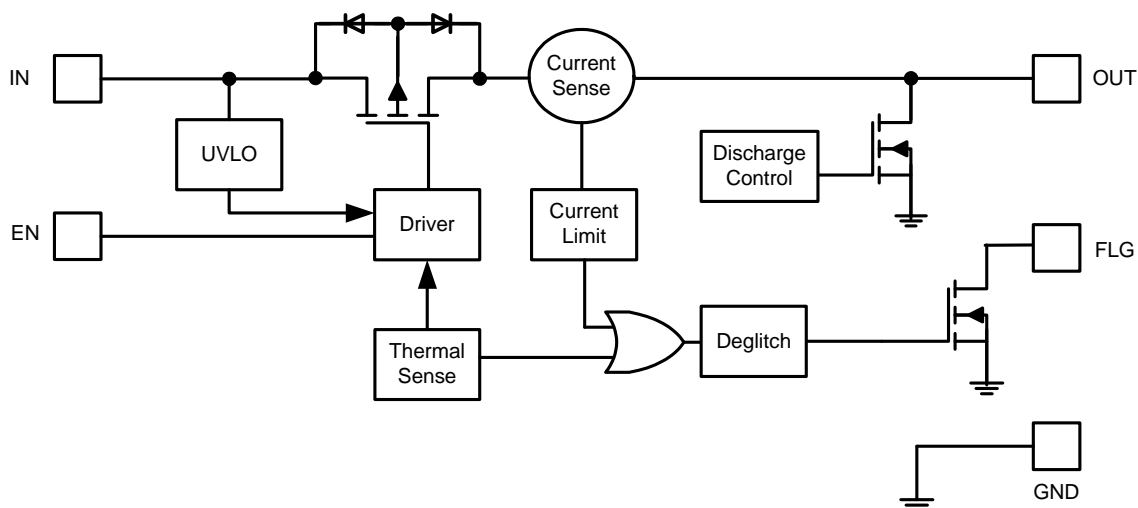 IN
UVLO
EN
Driver
Thermal
Sense
Current
Sense
Current
Limit
Discharge
Control
Deglitch
OUT
FLG
GND